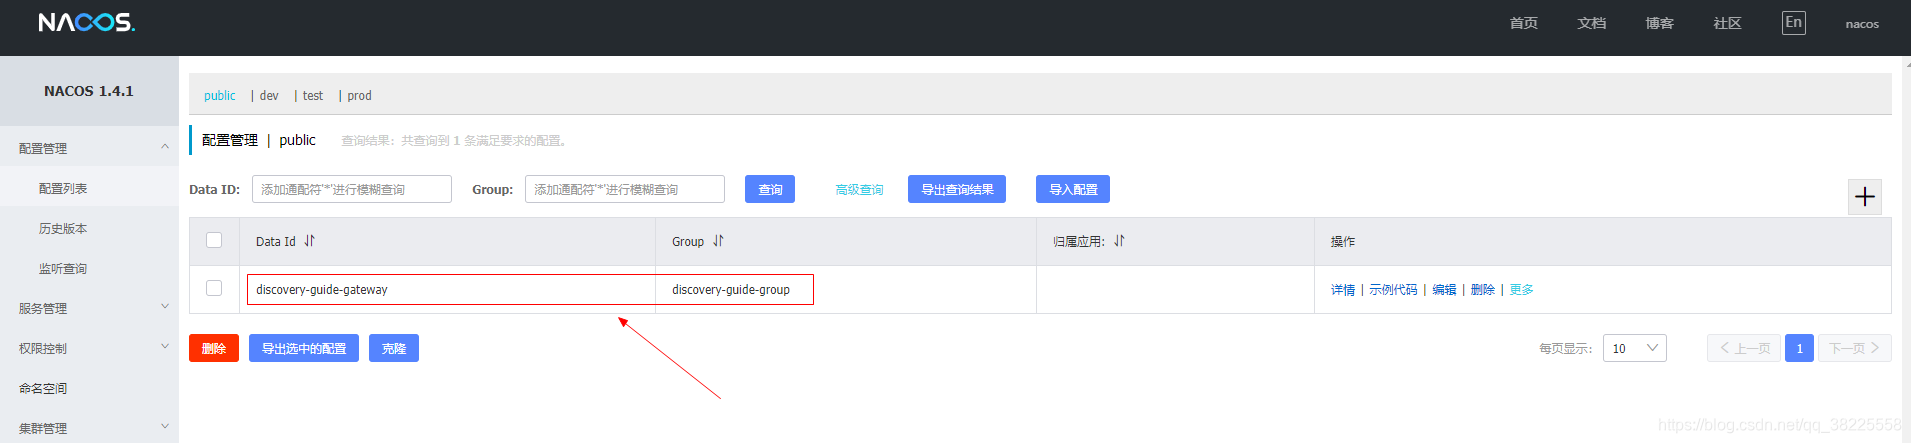 NACOS.
首页 文档 博客 社区 En nacos
NACOS 1.4.1
public | dev | test | prod
配置管理
配置列表
历史版本
监听查询
服务管理
权限控制
命名空间
集群管理
配置管理 | public 查询结果：共查询到 1 条满足要求的配置。
Data ID: 添加通配符'*'进行模糊查询 Group: 添加通配符'*'进行模糊查询 查询 高级查询 导出查询结果 导入配置
Data Id Group 归属应用: 操作
discovery-guide-gateway discovery-guide-group 详情 | 示例代码 | 编辑 | 删除 | 更多
删除 导出选中的配置 克隆 每页显示: 10 上一页 1 下一页
https://blog.csdn.net/qq_38225558